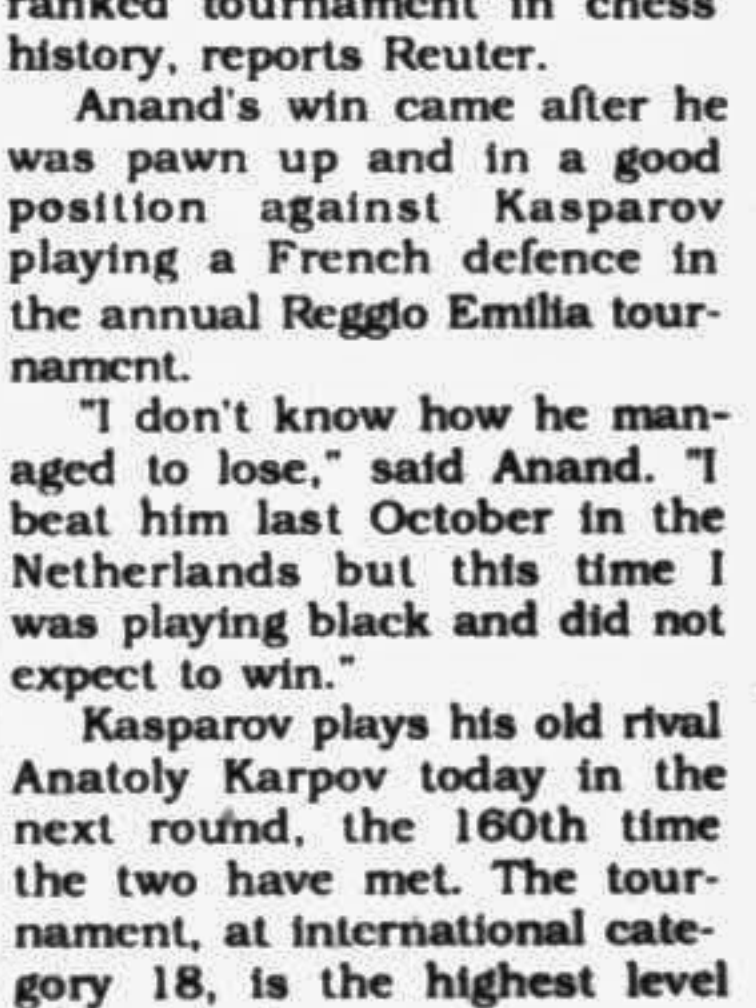 ranked tournament in chess
history, reports Reuter.
Anand's win came after he
was pawn up and in a good
position against Kasparov
playing a French defence in
the annual Reggio Emilia tour-
nament.
"I don't know how he man-
aged to lose," said Anand. "I
beat him last October in the
Netherlands but this time I
was playing black and did not
expect to win."
Kasparov plays his old rival
Anatoly Karpov today in the
next round, the 160th time
the two have met. The tour-
nament, at international cate-
gory 18, is the highest level